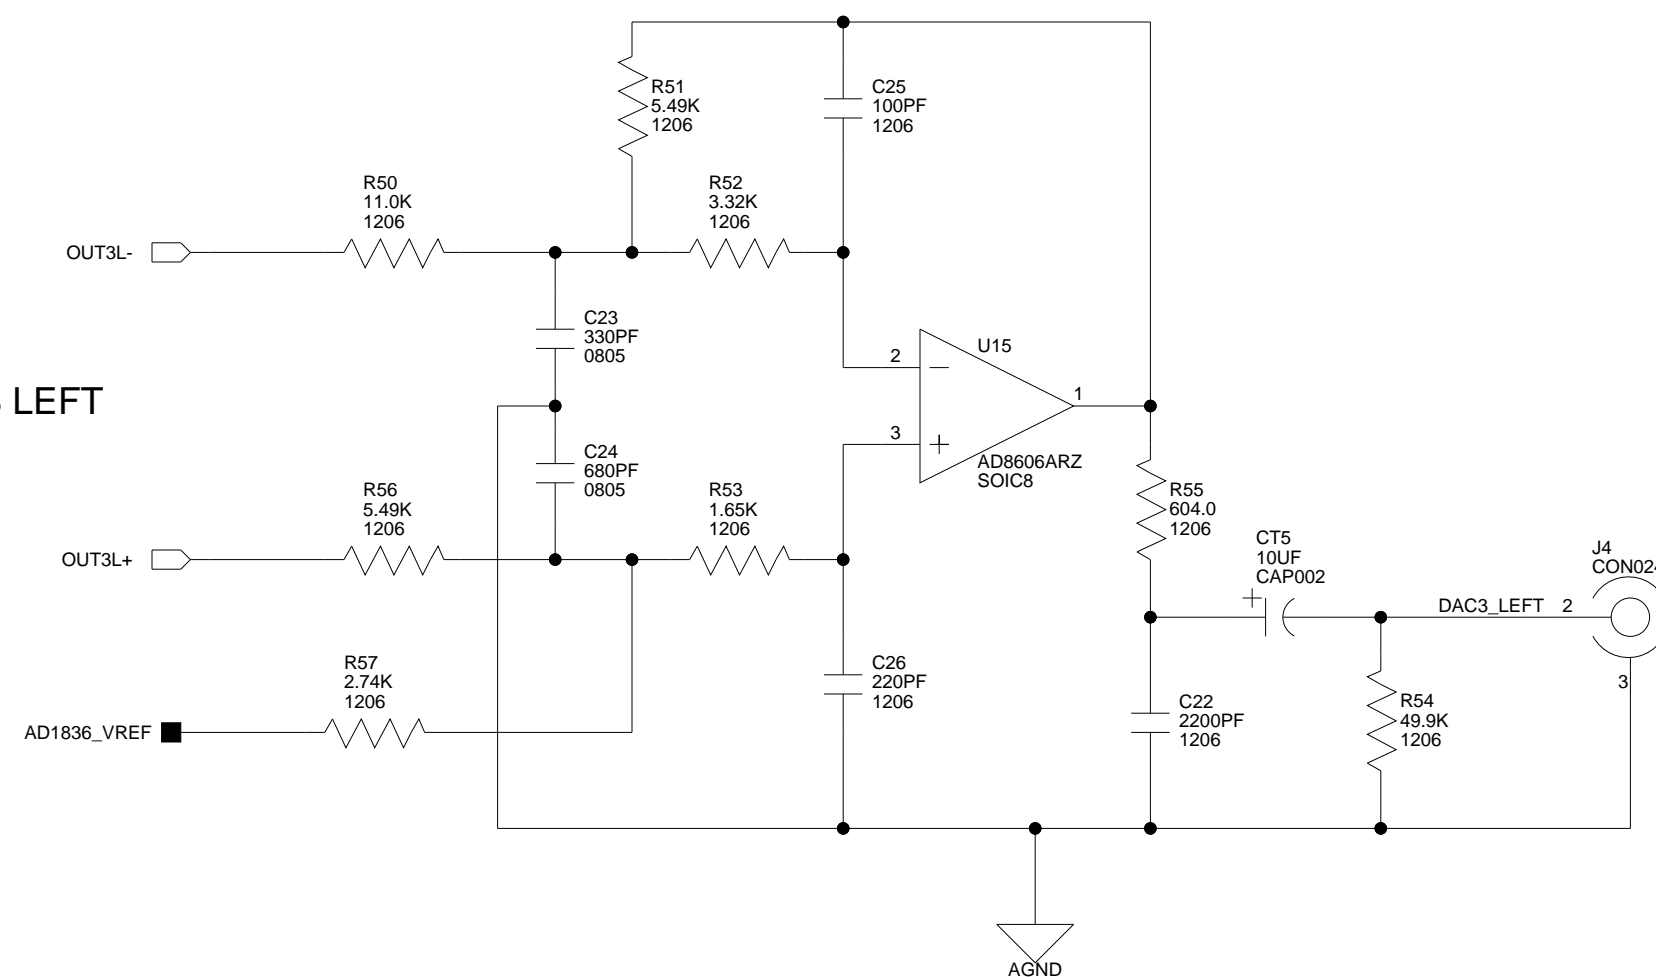 R51
5.49K
1206
C25
100PF
1206
R50
11.0K
1206
R52
3.32K
1206
OUT3L-
C23
330PF
0805
U15
2
1
LEFT
3
C24
680PF
0805
AD8606ARZ
SOIC8
R56
5.49K
1206
R53
1.65K
1206
R55
604.0
1206
OUT3L+
CT5
10UF
CAP002
J4
CON024
DAC3_LEFT 2
R57
2.74K
1206
C26
220PF
1206
3
C22
2200PF
1206
R54
49.9K
1206
AD1836_VREF
AGND